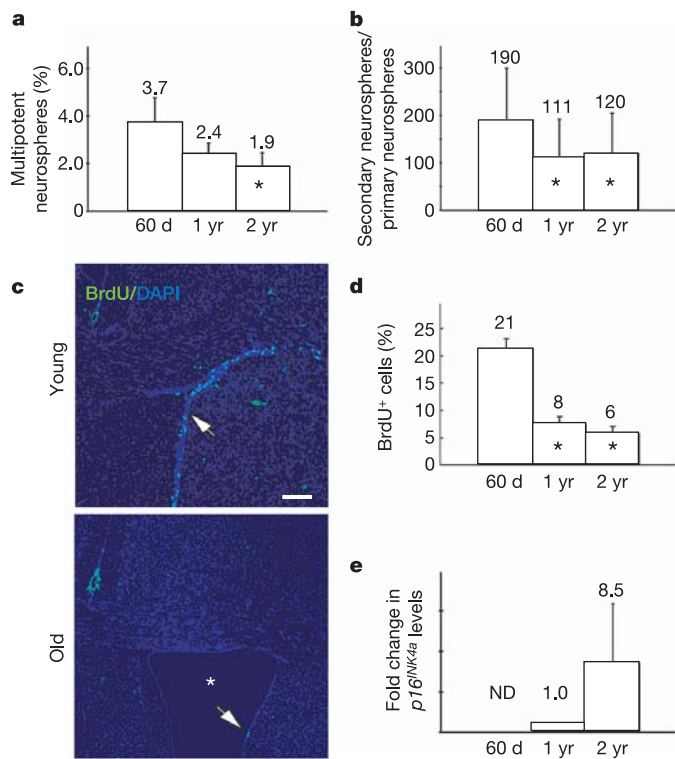 a
Multipotent
neurospheres (%)
6.0
4.0
2.0
0
3.7
2.4
1.9
*
60 d 1 yr 2 yr
b
Secondary neurospheres/
primary neurospheres
300
200
100
0
190
111
120
* *
60 d 1 yr 2 yr
c
BrdU/DAPI
Young
Old
*
d
BrdU⁺ cells (%)
25
20
15
10
5
0
21
8
6
* *
60 d 1 yr 2 yr
e
Fold change in
p16ᴵᴺᴷ⁴ᵃ levels
ND
1.0
8.5
60 d 1 yr 2 yr